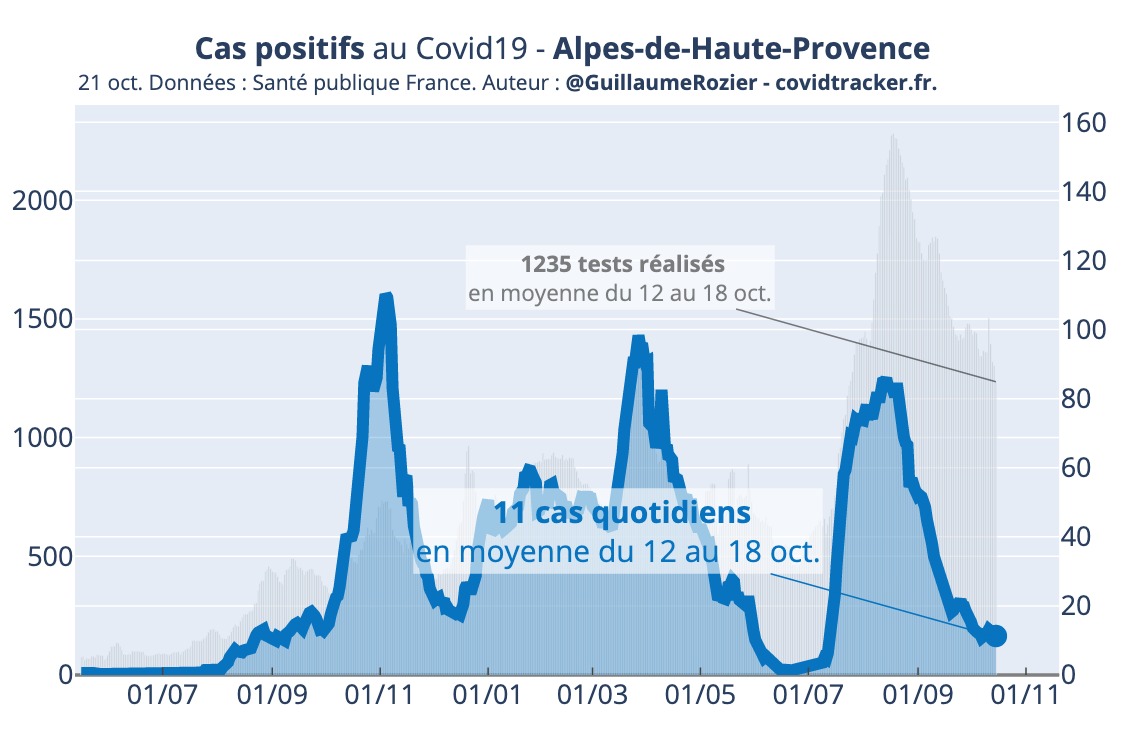 Cas positifs au Covid19 - Alpes-de-Haute-Provence
21 oct. Données : Santé publique France. Auteur : @GuillaumeRozier - covidtracker.fr.
160
140
2000
120
1235 tests réalisés
en moyenne du 12 au 18 oct.
1500
100
80
1000
60
11 cas quotidiens
en moyenne du 12 au 18 oct.
40
500
20
0
0
01/07 01/09 01/11 01/01 01/03 01/05 01/07 01/09 01/11